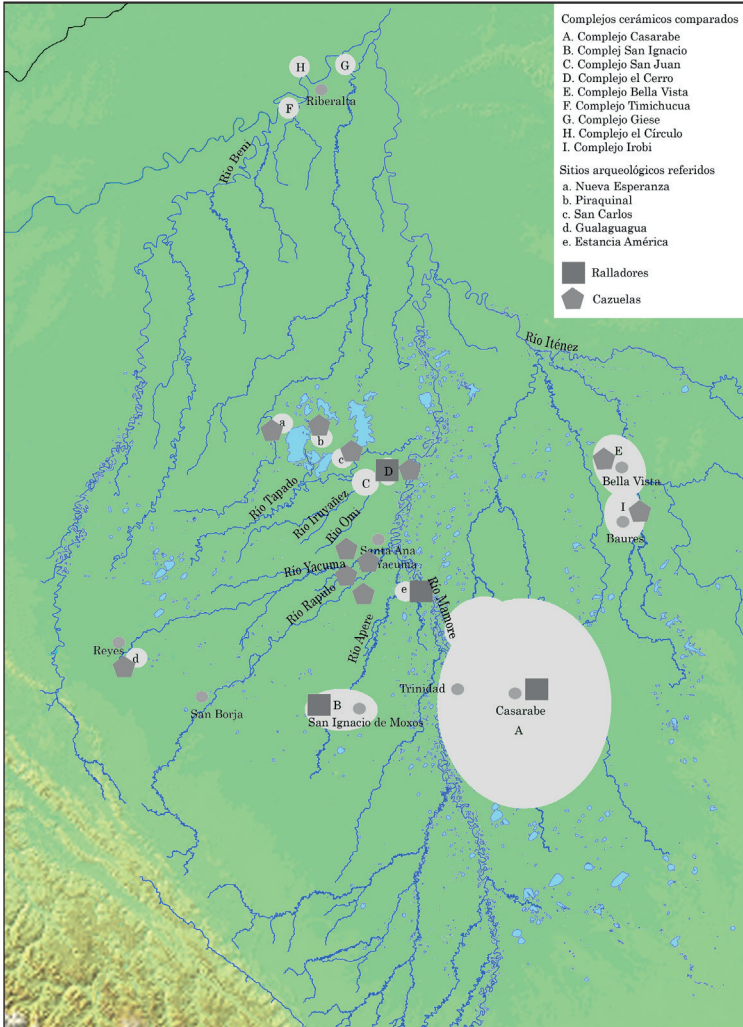 Complejos cerámicos comparados
A. Complejo Casarabe
B. Complej San Ignacio
C. Complejo San Juan
D. Complejo el Cerro
E. Complejo Bella Vista
F. Complejo Timichucua
G. Complejo Giese
H. Complejo el Círculo
I. Complejo Irobi
Sitios arqueológicos referidos
a. Nueva Esperanza
b. Piraquinal
c. San Carlos
d. Gualaguagua
e. Estancia América
Ralladores
Cazuelas
H
G
Riberalta
F
Río Beni
Río Iténez
a
b
c
D
C
E
Bella Vista
I
Baures
Río Tapado
Río Iruyañez
Río Omi
Santa Ana
Yacuma
Río Yacuma
Río Rapulo
e
Río Mamore
Río Apere
Reyes
d
San Borja
B
San Ignacio de Moxos
Trinidad
Casarabe
A